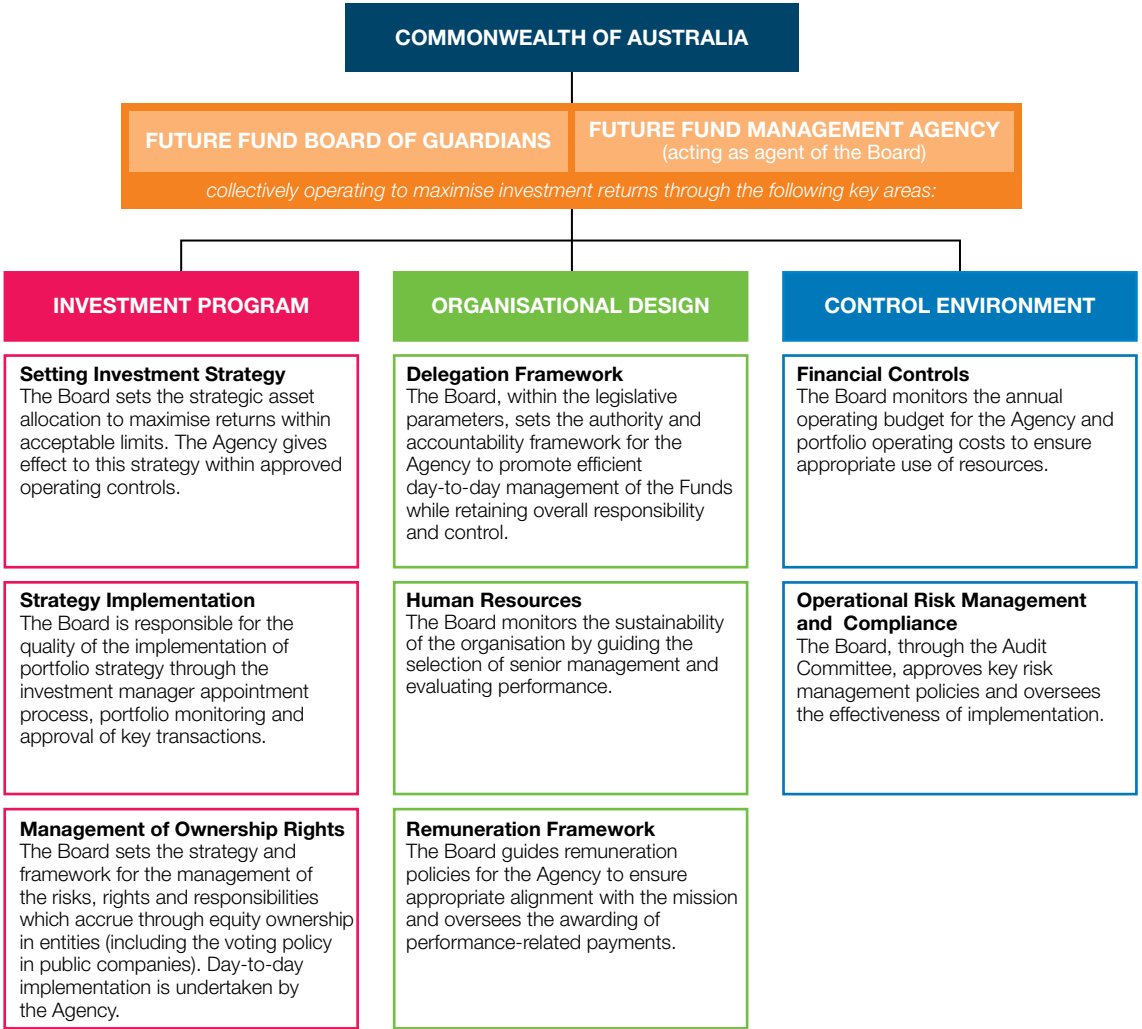 COMMONWEALTH OF AUSTRALIA
FUTURE FUND BOARD OF GUARDIANS
FUTURE FUND MANAGEMENT AGENCY
(acting as agent of the Board)
collectively operating to maximise investment returns through the following key areas:
INVESTMENT PROGRAM
Setting Investment Strategy
The Board sets the strategic asset
allocation to maximise returns within
acceptable limits. The Agency gives
effect to this strategy within approved
operating controls.
Strategy Implementation
The Board is responsible for the
quality of the implementation of
portfolio strategy through the
investment manager appointment
process, portfolio monitoring and
approval of key transactions.
Management of Ownership Rights
The Board sets the strategy and
framework for the management of
the risks, rights and responsibilities
which accrue through equity ownership
in entities (including the voting policy
in public companies). Day-to-day
implementation is undertaken by
the Agency.
ORGANISATIONAL DESIGN
Delegation Framework
The Board, within the legislative
parameters, sets the authority and
accountability framework for the
Agency to promote efficient
day-to-day management of the Funds
while retaining overall responsibility
and control.
Human Resources
The Board monitors the sustainability
of the organisation by guiding the
selection of senior management and
evaluating performance.
Remuneration Framework
The Board guides remuneration
policies for the Agency to ensure
appropriate alignment with the mission
and oversees the awarding of
performance-related payments.
CONTROL ENVIRONMENT
Financial Controls
The Board monitors the annual
operating budget for the Agency and
portfolio operating costs to ensure
appropriate use of resources.
Operational Risk Management
and Compliance
The Board, through the Audit
Committee, approves key risk
management policies and oversees
the effectiveness of implementation.